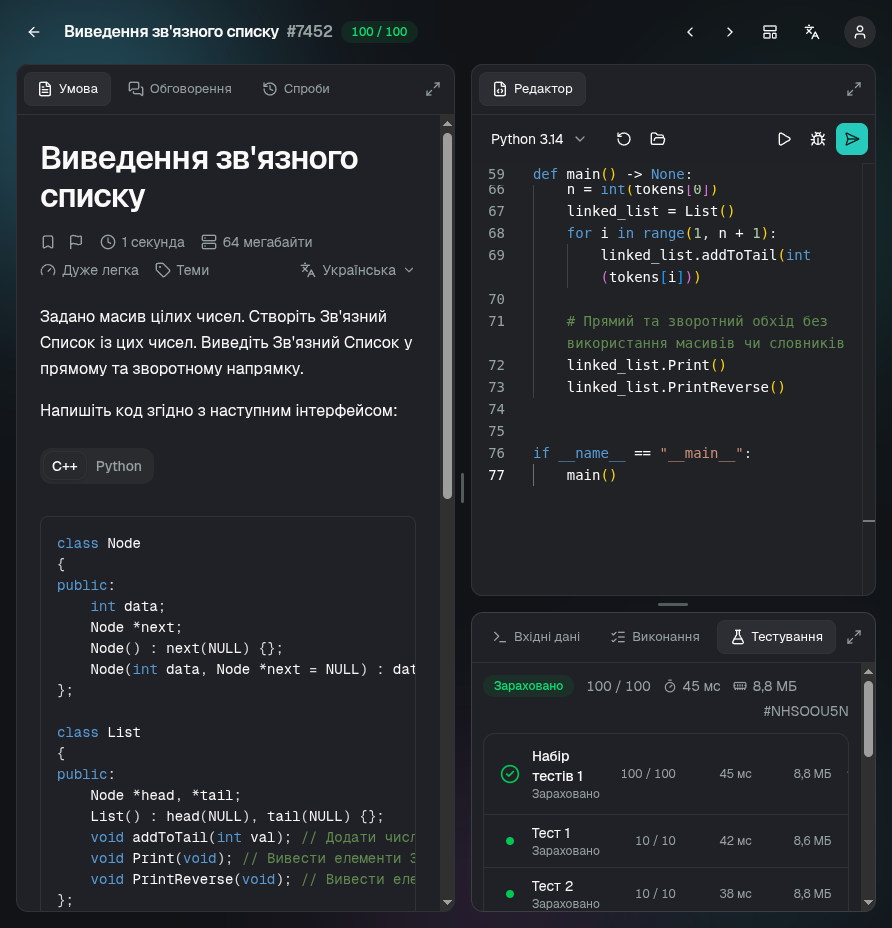 Виведення зв'язного списку #7452 100 / 100
Умова
Обговорення
Спроби
Виведення зв'язного
списку
1 секунда
64 мегабайти
Дуже легка
Теми
Українська
Задано масив цілих чисел. Створіть Зв'язний
Список із цих чисел. Виведіть Зв'язний Список у
прямому та зворотному напрямку.
Напишіть код згідно з наступним інтерфейсом:
C++
Python
class Node
{
public:
    int data;
    Node *next;
    Node() : next(NULL) {};
    Node(int data, Node *next = NULL) : dat
};
class List
{
public:
    Node *head, *tail;
    List() : head(NULL), tail(NULL) {};
    void addToTail(int val); // Додати числ
    void Print(void); // Вивести елементи З
    void PrintReverse(void); // Вивести еле
};
Редактор
Python 3.14
59 def main() -> None:
66     n = int(tokens[0])
67     linked_list = List()
68     for i in range(1, n + 1):
69         linked_list.addToTail(int
(tokens[i]))
70
71     # Прямий та зворотний обхід без
використання масивів чи словників
72     linked_list.Print()
73     linked_list.PrintReverse()
74
75
76 if __name__ == "__main__":
77     main()
Вхідні дані
Виконання
Тестування
Зараховано 100 / 100 45 мс 8,8 МБ
#NHSOOU5N
Набір
тестів 1 100 / 100 45 мс 8,8 МБ
Зараховано
Тест 1 10 / 10 42 мс 8,6 МБ
Зараховано
Тест 2 10 / 10 38 мс 8,8 МБ
Зараховано